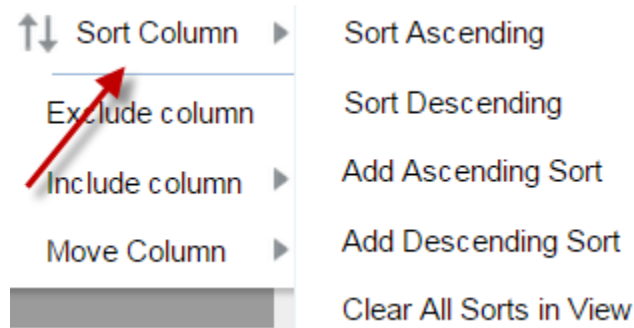 Sort Column
Exclude column
Include column
Move Column
Sort Ascending
Sort Descending
Add Ascending Sort
Add Descending Sort
Clear All Sorts in View